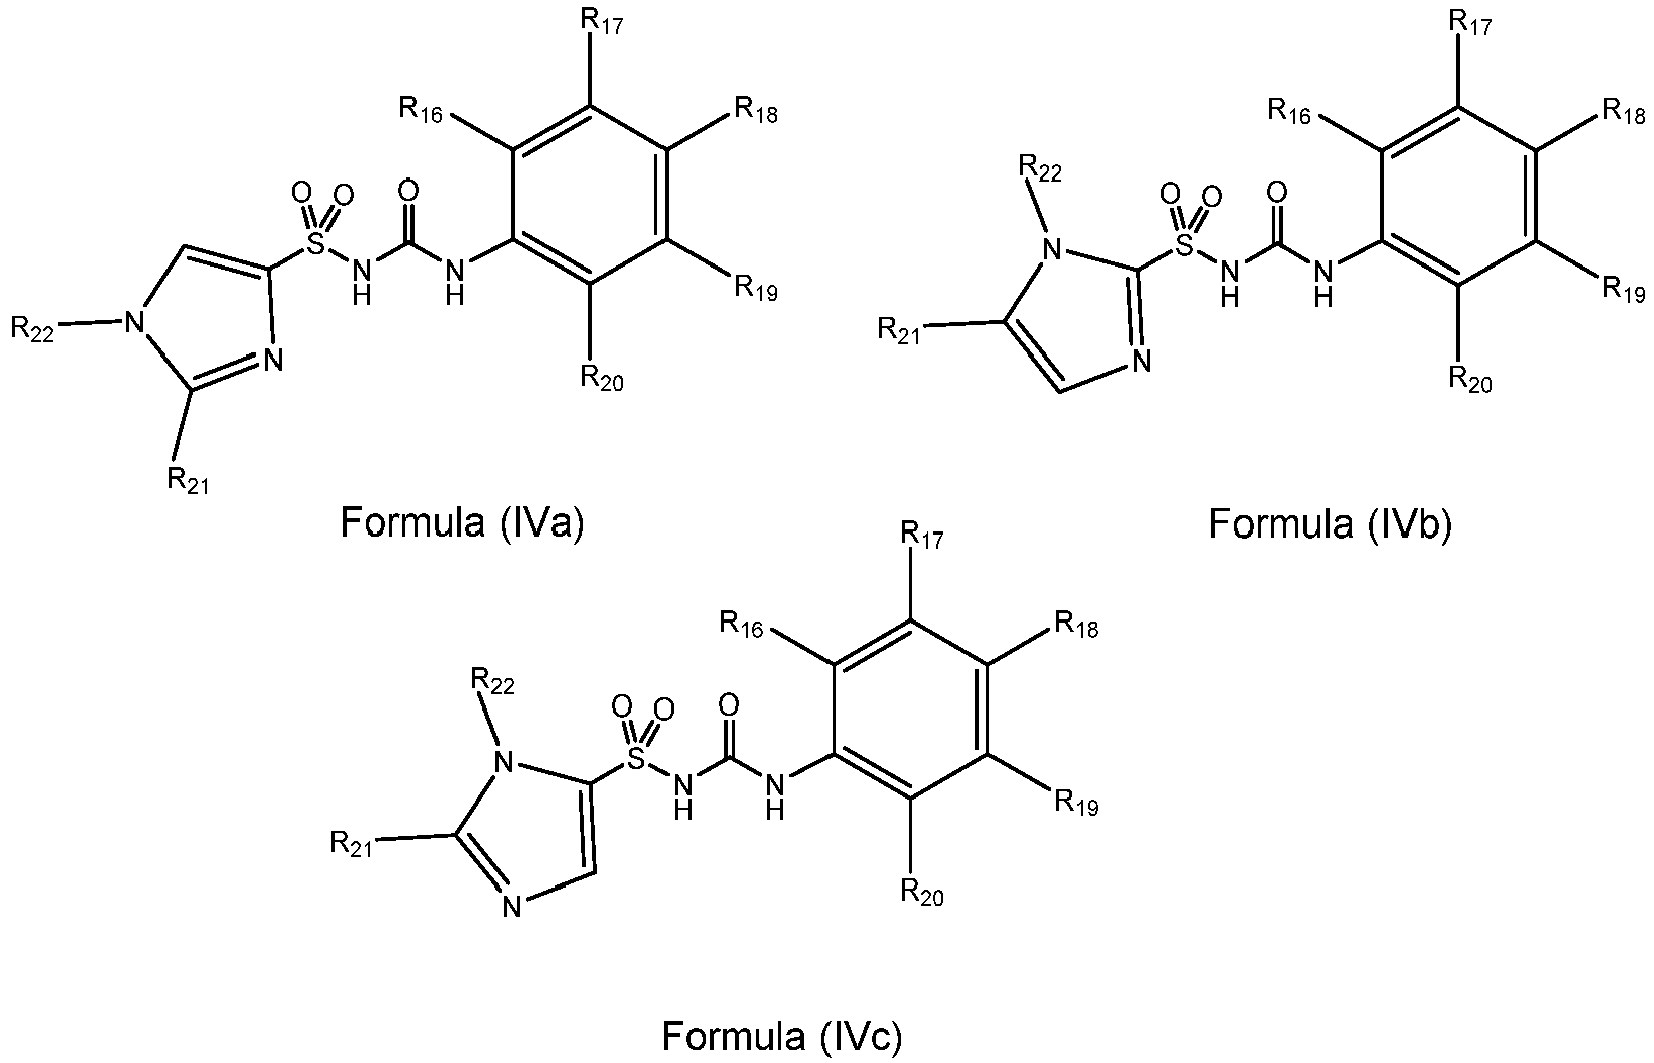 R17
R16
R18
O
O
O
S
N
H
N
H
R19
R22
N
N
R20
R21
Formula (IVa)
R17
R16
R18
R22
O
O
O
N
S
N
H
N
H
R19
R21
N
R20
Formula (IVb)
R17
R16
R18
R22
O
O
O
N
S
N
H
N
H
R19
R21
N
R20
Formula (IVc)